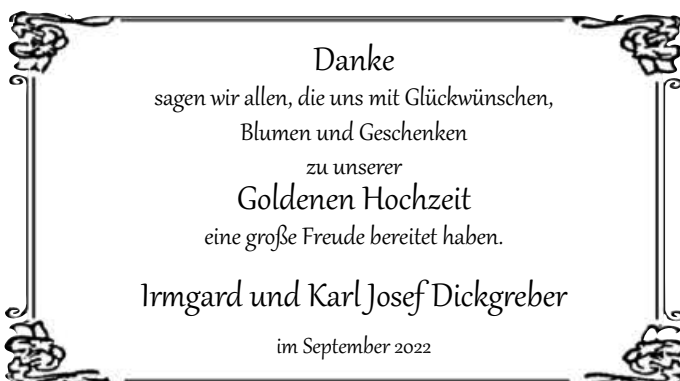 Danke
sagen wir allen, die uns mit Glückwünschen,
Blumen und Geschenken
zu unserer
Goldenen Hochzeit
eine große Freude bereitet haben.
Irmgard und Karl Josef Dickgreber
im September 2022